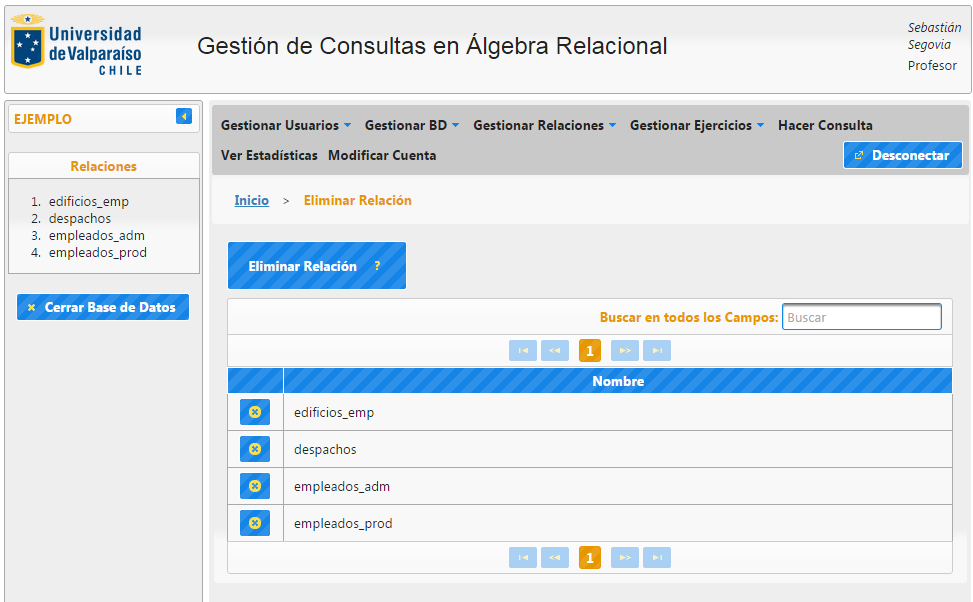 Universidad
de Valparaíso
CHILE
Gestión de Consultas en Álgebra Relacional
Sebastián
Segovia
Profesor
EJEMPLO
Relaciones
1. edificios_emp
2. despachos
3. empleados_adm
4. empleados_prod
Cerrar Base de Datos
Gestionar Usuarios Gestionar BD Gestionar Relaciones Gestionar Ejercicios Hacer Consulta
Ver Estadísticas Modificar Cuenta
Desconectar
Inicio > Eliminar Relación
Eliminar Relación ?
Buscar en todos los Campos: Buscar
1
Nombre
edificios_emp
despachos
empleados_adm
empleados_prod
1